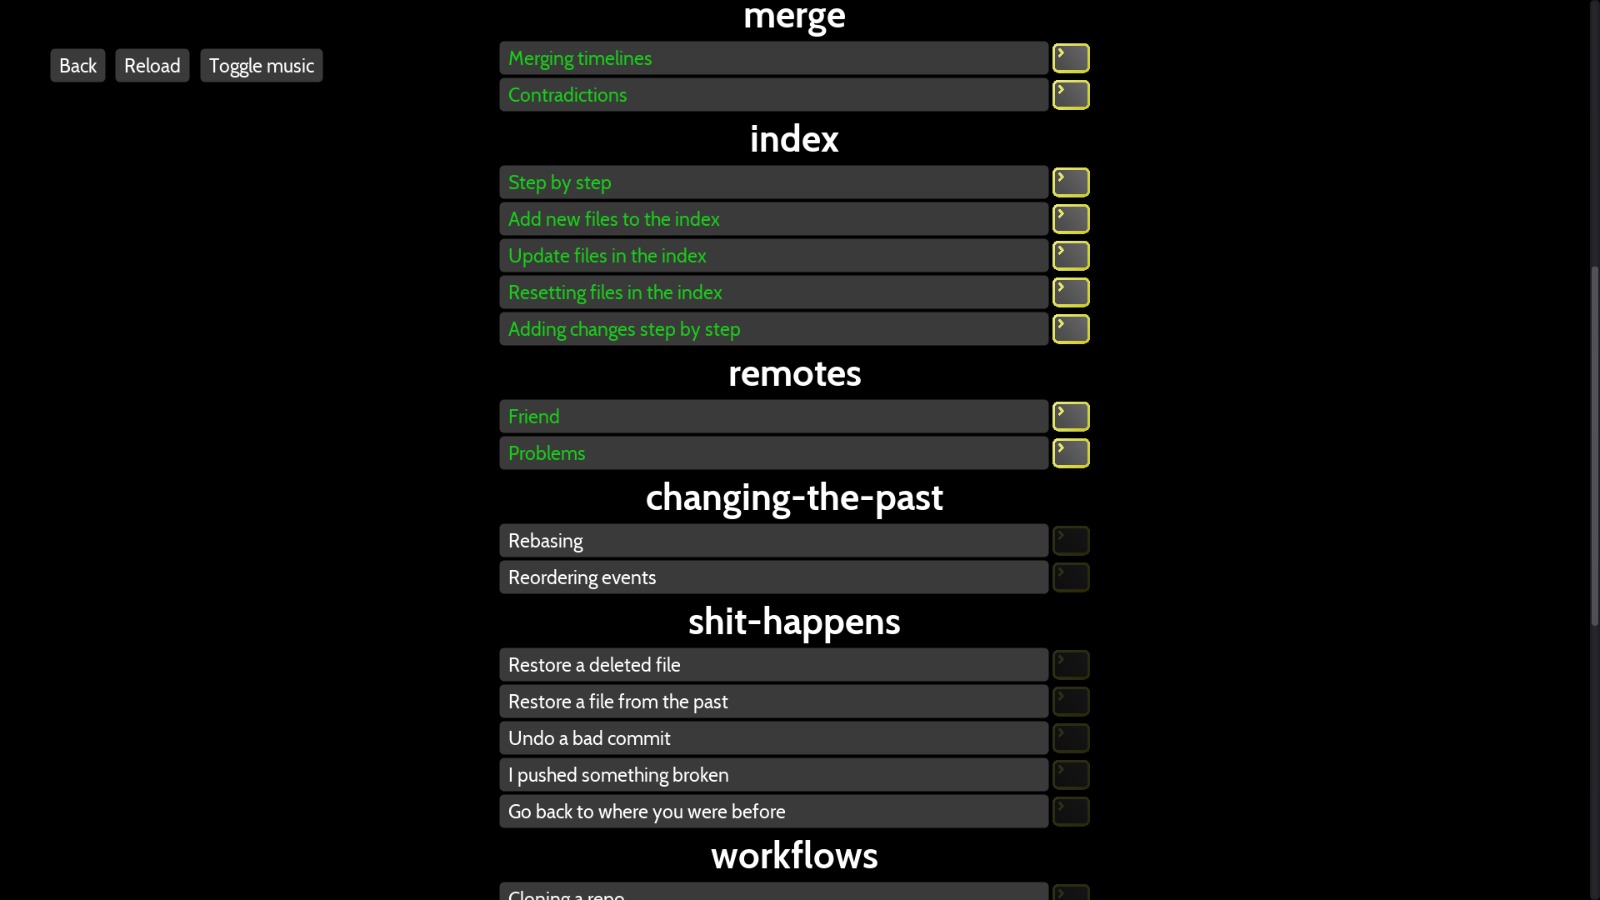 merge
Back
Reload
Toggle music
Merging timelines
Contradictions
index
Step by step
Add new files to the index
Update files in the index
Resetting files in the index
Adding changes step by step
remotes
Friend
Problems
changing-the-past
Rebasing
Reordering events
shit-happens
Restore a deleted file
Restore a file from the past
Undo a bad commit
I pushed something broken
Go back to where you were before
workflows
Cloning a repo